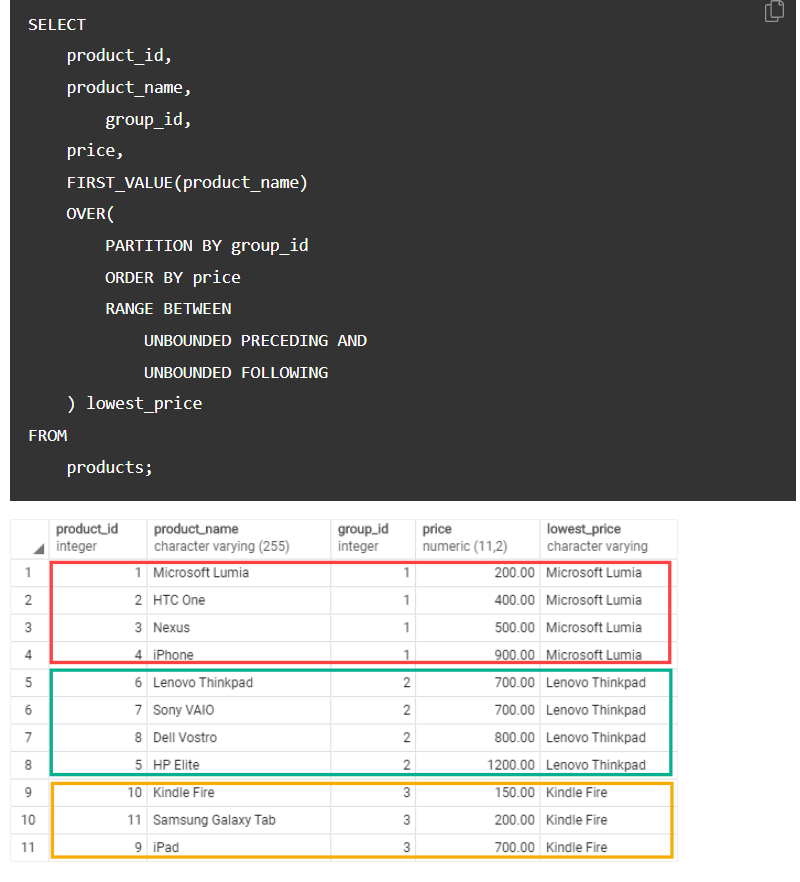 SELECT
    product_id,
    product_name,
        group_id,
    price,
    FIRST_VALUE(product_name)
    OVER(
        PARTITION BY group_id
        ORDER BY price
        RANGE BETWEEN
            UNBOUNDED PRECEDING AND
            UNBOUNDED FOLLOWING
    ) lowest_price
FROM
    products;
product_id product_name group_id price lowest_price
integer character varying (255) integer numeric (11,2) character varying
1 1 Microsoft Lumia 1 200.00 Microsoft Lumia
2 2 HTC One 1 400.00 Microsoft Lumia
3 3 Nexus 1 500.00 Microsoft Lumia
4 4 iPhone 1 900.00 Microsoft Lumia
5 6 Lenovo Thinkpad 2 700.00 Lenovo Thinkpad
6 7 Sony VAIO 2 700.00 Lenovo Thinkpad
7 8 Dell Vostro 2 800.00 Lenovo Thinkpad
8 5 HP Elite 2 1200.00 Lenovo Thinkpad
9 10 Kindle Fire 3 150.00 Kindle Fire
10 11 Samsung Galaxy Tab 3 200.00 Kindle Fire
11 9 iPad 3 700.00 Kindle Fire